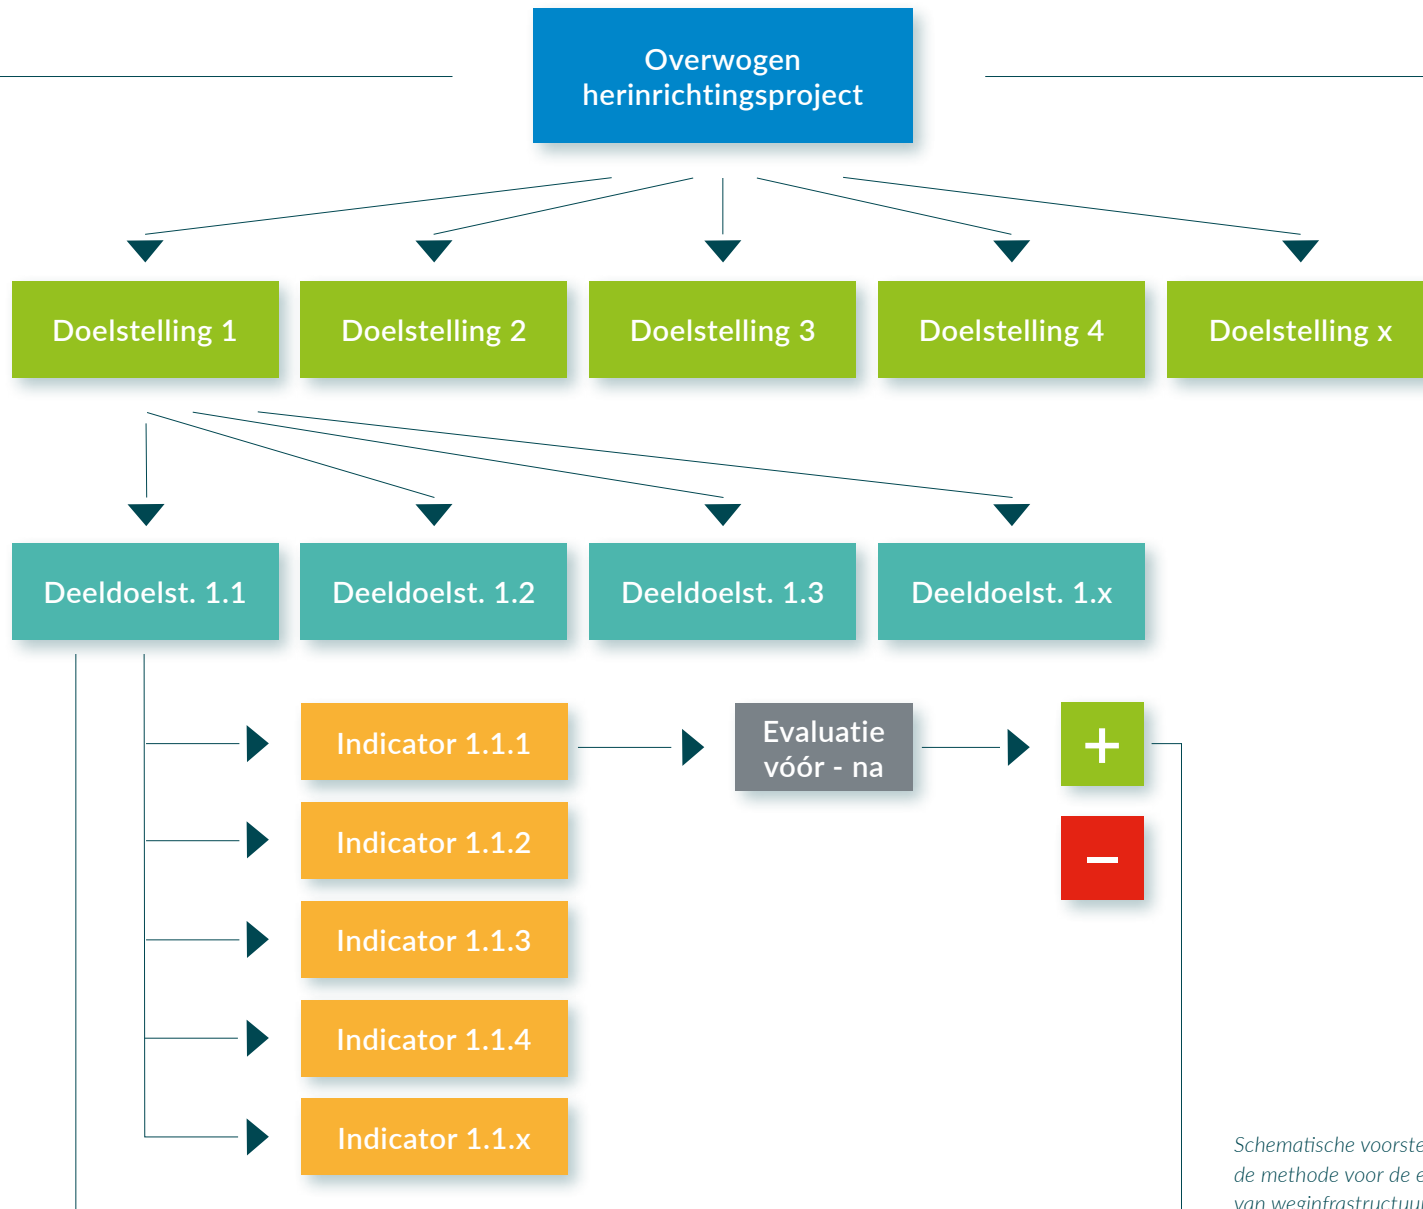 Overwogen
herinrichtingsproject
Doelstelling 1
Doelstelling 2
Doelstelling 3
Doelstelling 4
Doelstelling x
Deeldoelst. 1.1
Deeldoelst. 1.2
Deeldoelst. 1.3
Deeldoelst. 1.x
Indicator 1.1.1
Evaluatie
vóór - na
+
Indicator 1.1.2
–
Indicator 1.1.3
Indicator 1.1.4
Indicator 1.1.x
Schematische
de methode voor de
van